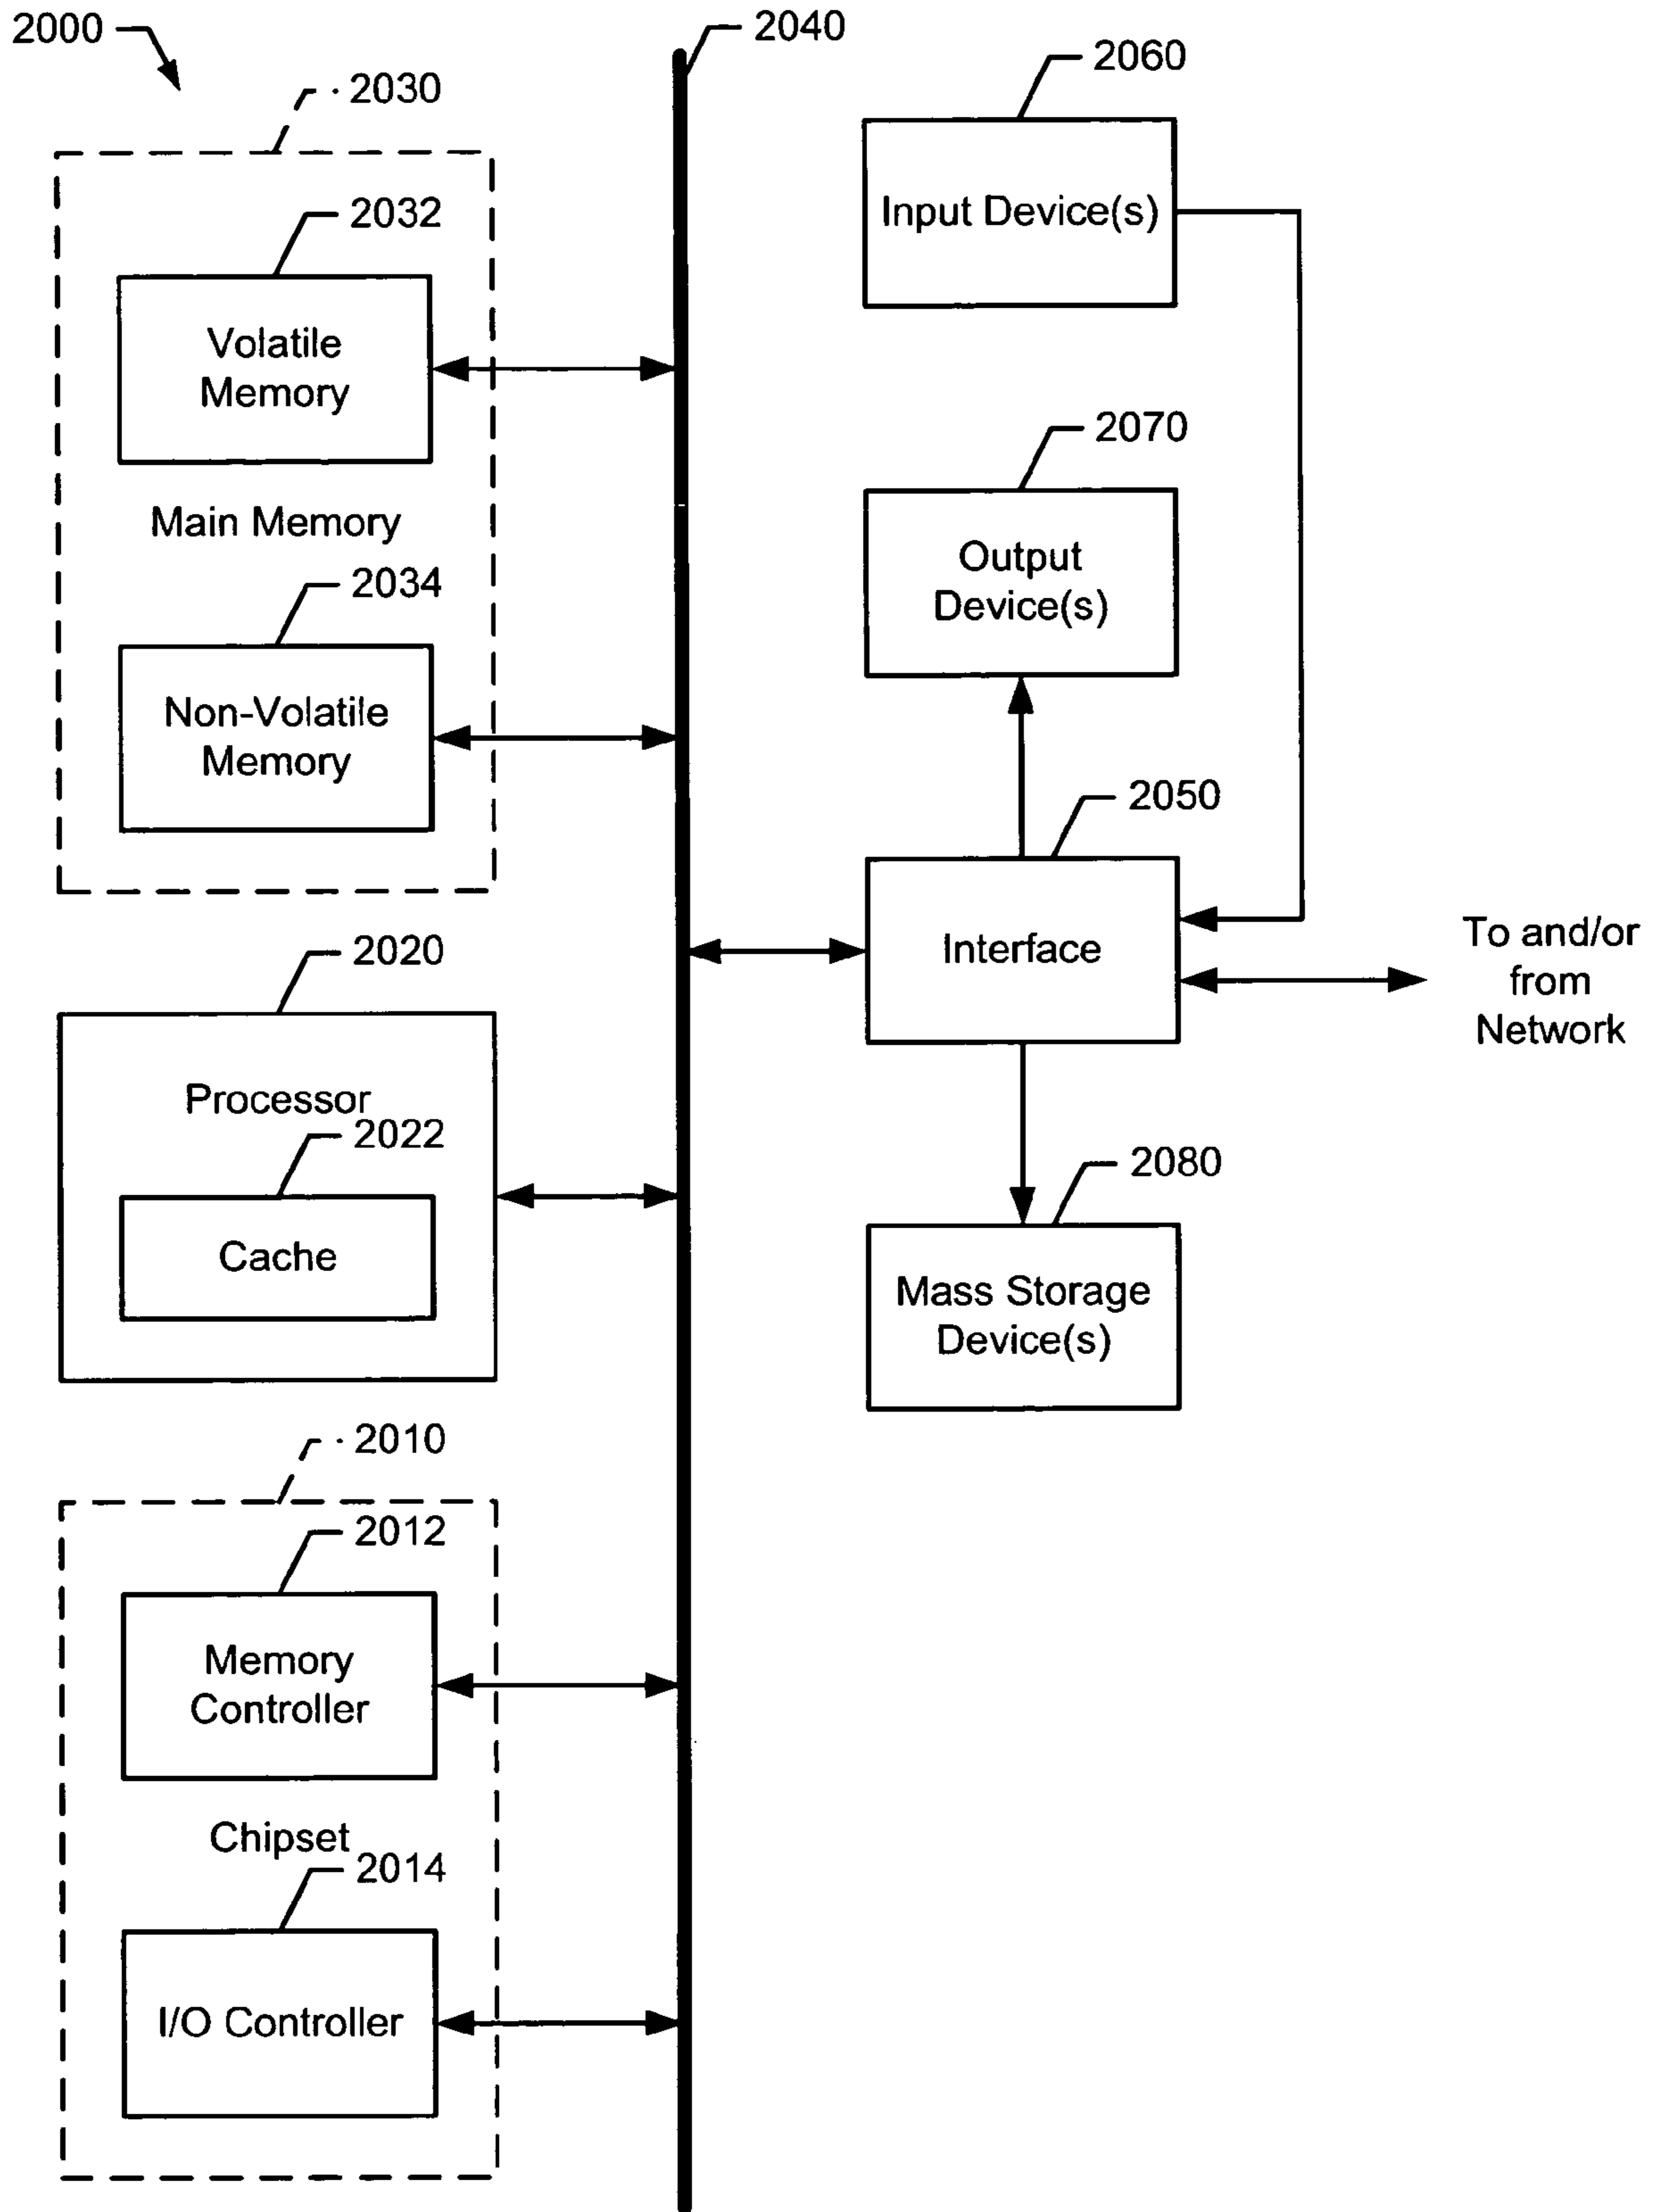 2000
2040
2030
2060
2032
Input Device(s)
Volatile
Memory
2070
Main Memory
Output
Device(s)
2034
Non-Volatile
Memory
2050
2020
Interface
To and/or
from
Network
Processor
2022
2080
Cache
Mass Storage
Device(s)
2010
2012
Memory
Controller
Chipset
2014
I/O Controller